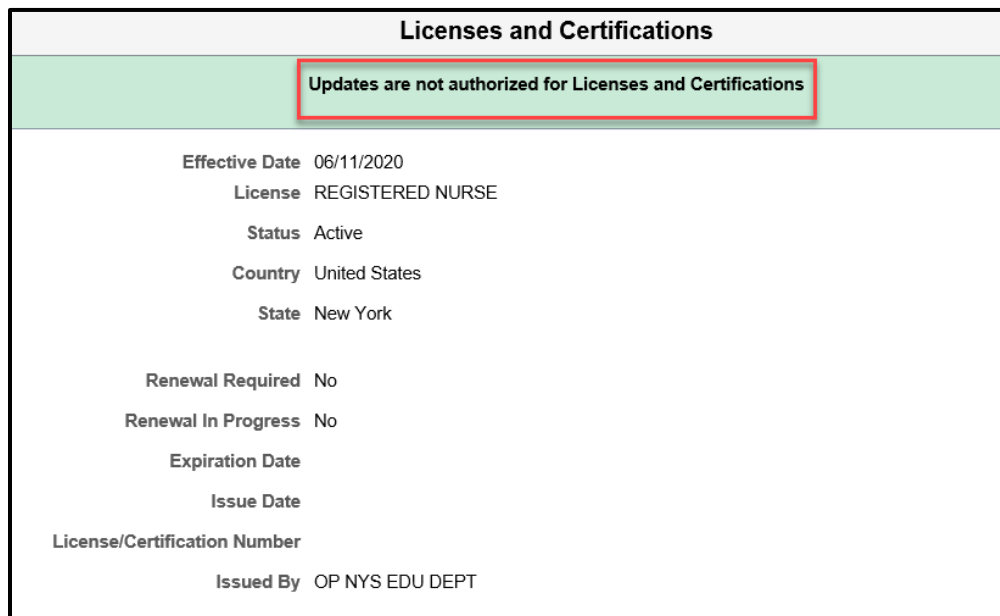 Licenses and Certifications
Updates are not authorized for Licenses and Certifications
Effective Date 06/11/2020
License REGISTERED NURSE
Status Active
Country United States
State New York
Renewal Required No
Renewal In Progress No
Expiration Date
Issue Date
License/Certification Number
Issued By OP NYS EDU DEPT